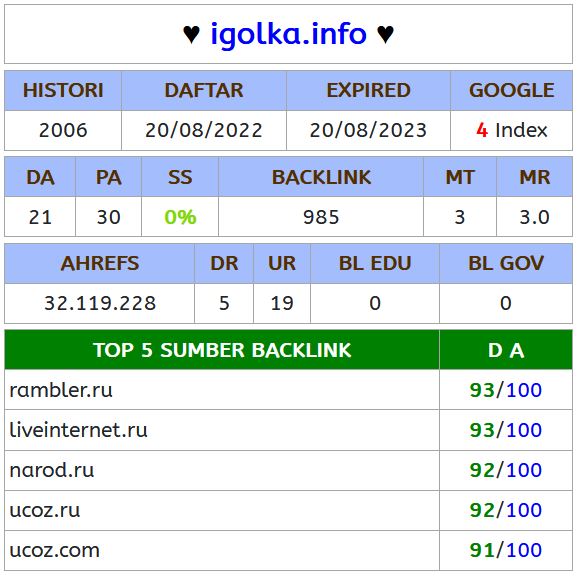 ♥ igolka.info ♥
HISTORI DAFTAR EXPIRED GOOGLE
2006 20/08/2022 20/08/2023 4 Index
DA PA SS BACKLINK MT MR
21 30 0% 985 3 3.0
AHREFS DR UR BL EDU BL GOV
32.119.228 5 19 0 0
TOP 5 SUMBER BACKLINK D A
rambler.ru 93/100
liveinternet.ru 93/100
narod.ru 92/100
ucoz.ru 92/100
ucoz.com 91/100